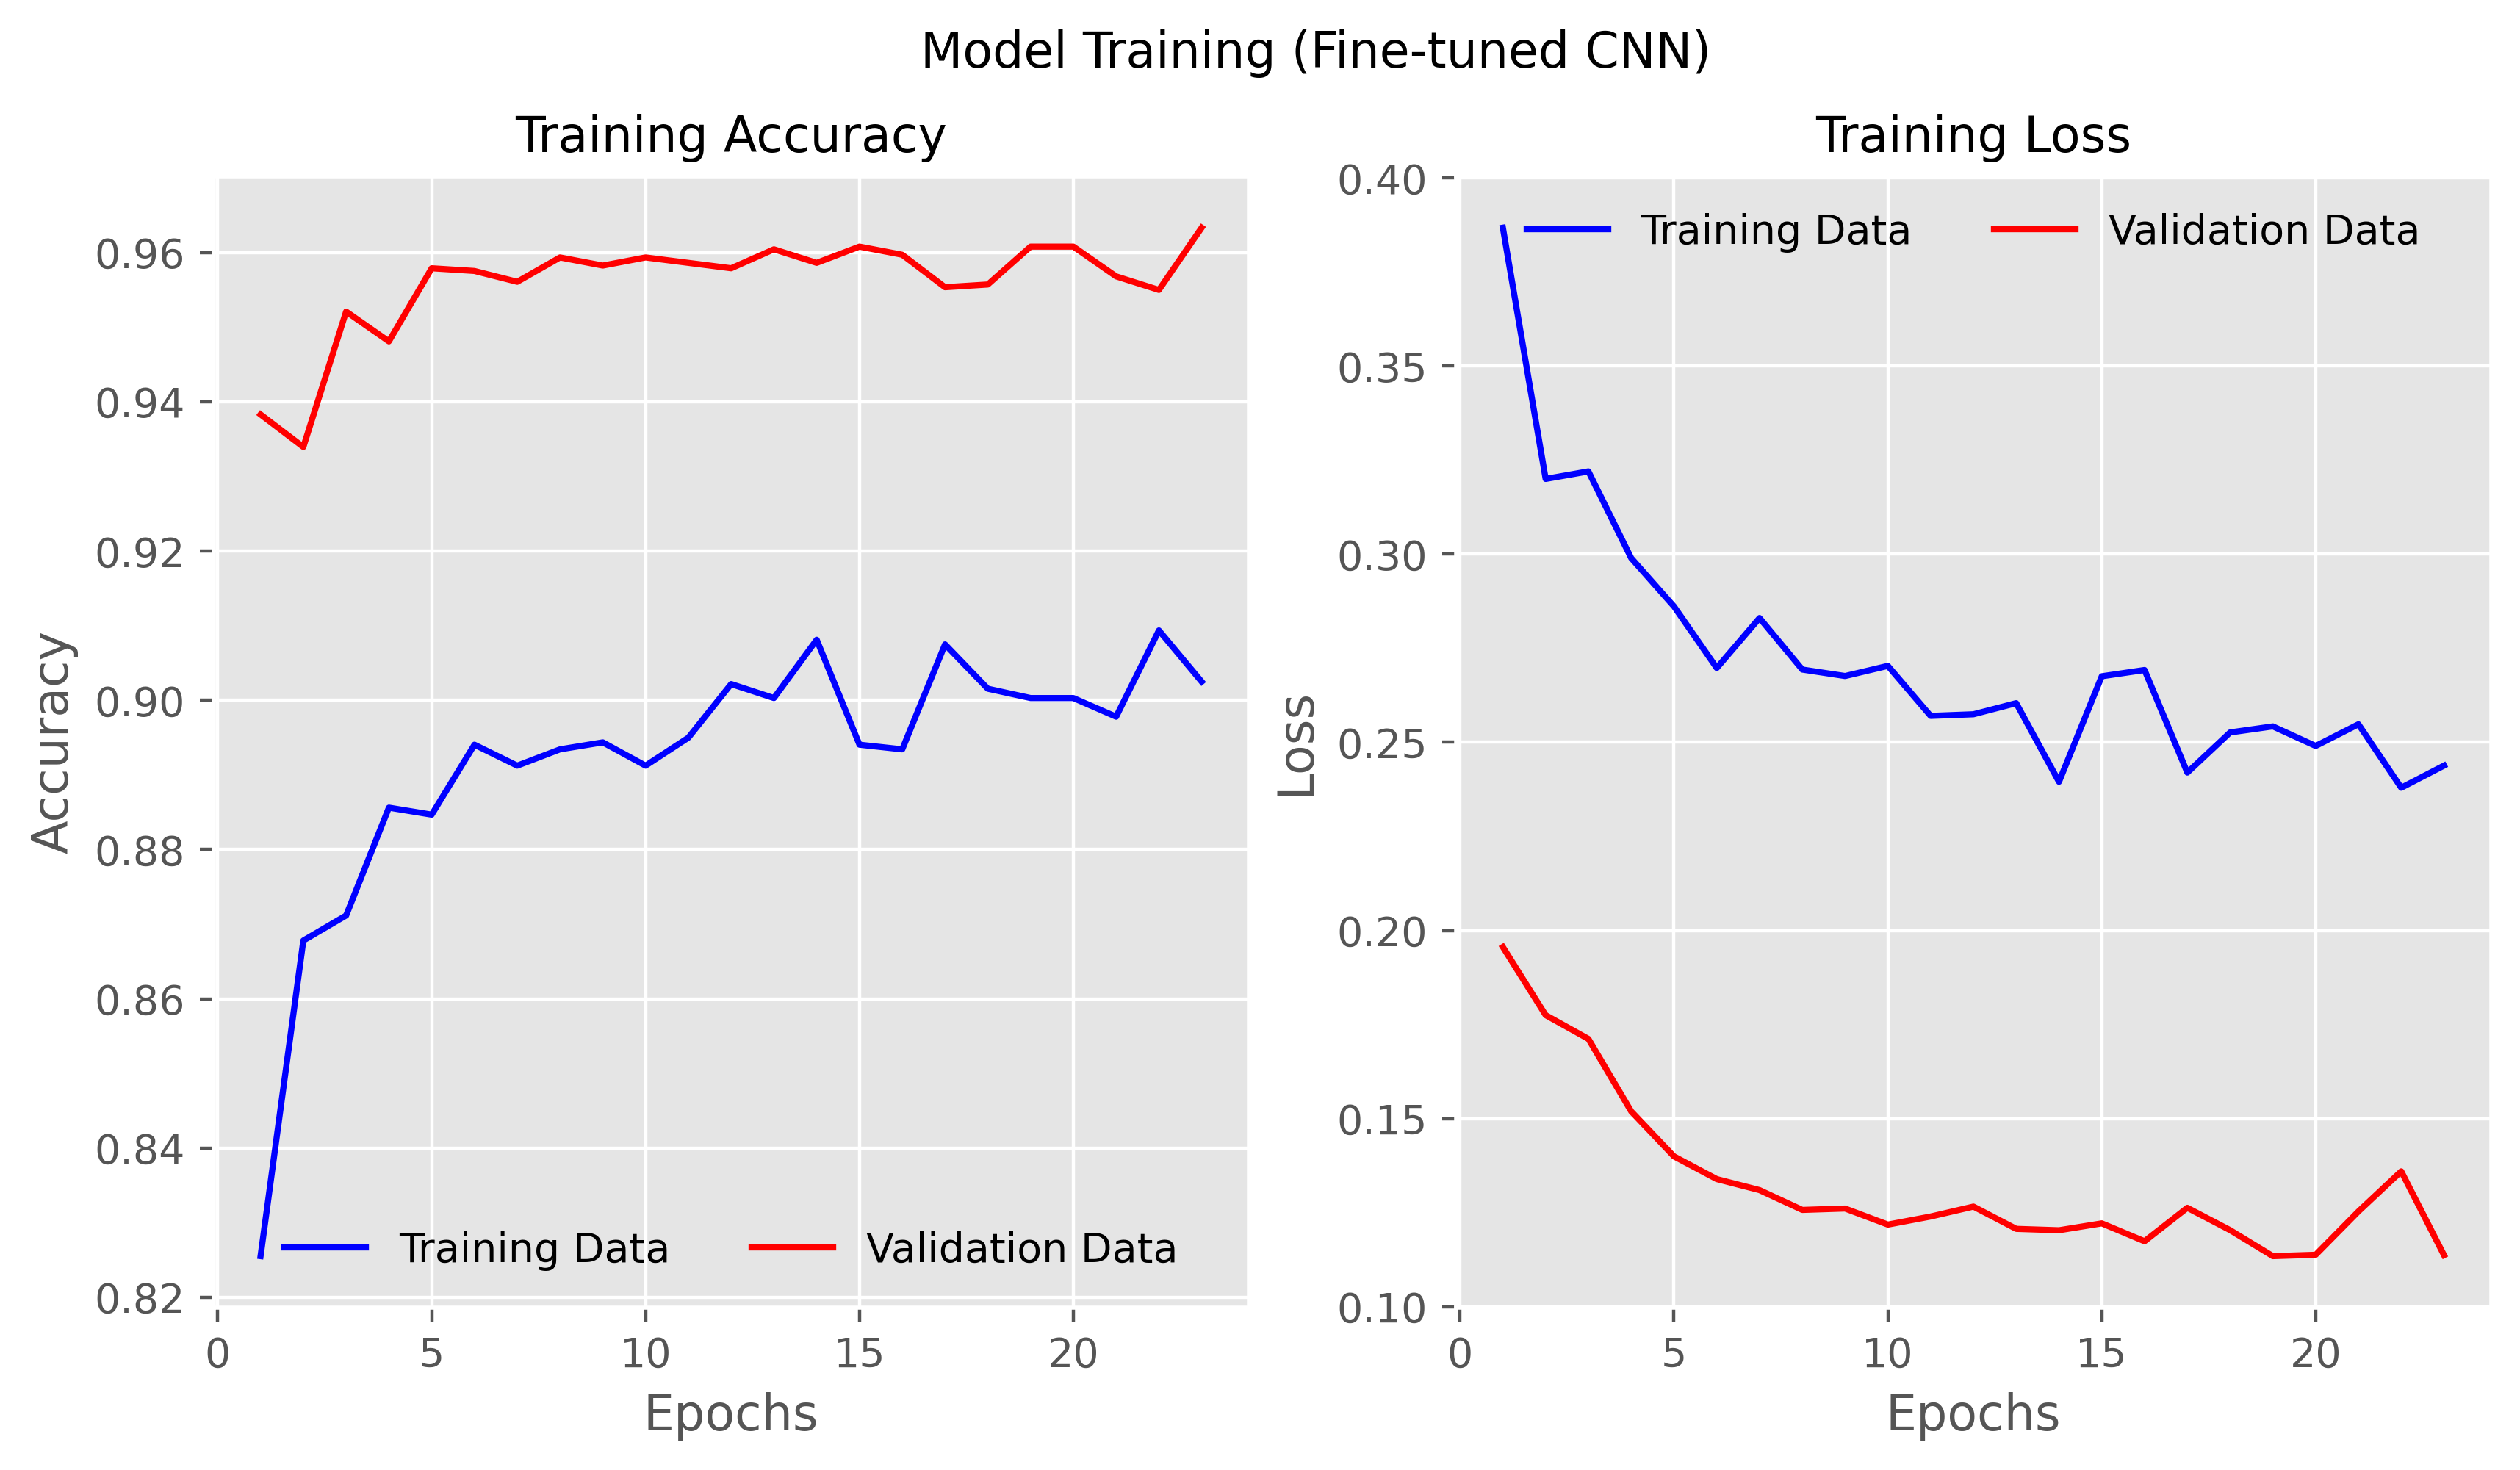 Model Training (Fine-tuned CNN)
Training Accuracy
Accuracy
0.96
0.94
0.92
0.90
0.88
0.86
0.84
0.82
Training Data Validation Data
0 5 10 15 20
Epochs
Training Loss
Loss
0.40
0.35
0.30
0.25
0.20
0.15
0.10
Training Data Validation Data
0 5 10 15 20
Epochs